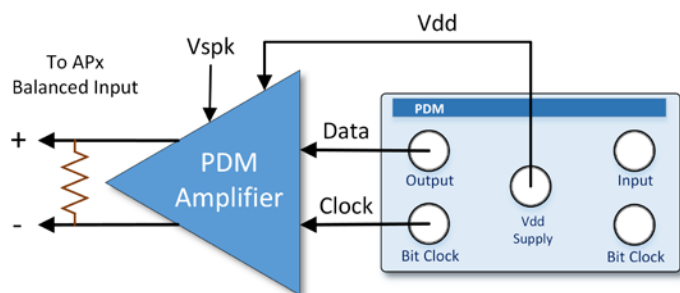 Vdd
Vspk
To APx
Balanced Input
+
-
PDM
Amplifier
Data
Clock
PDM
Output
Input
Vdd
Supply
Bit Clock
Bit Clock